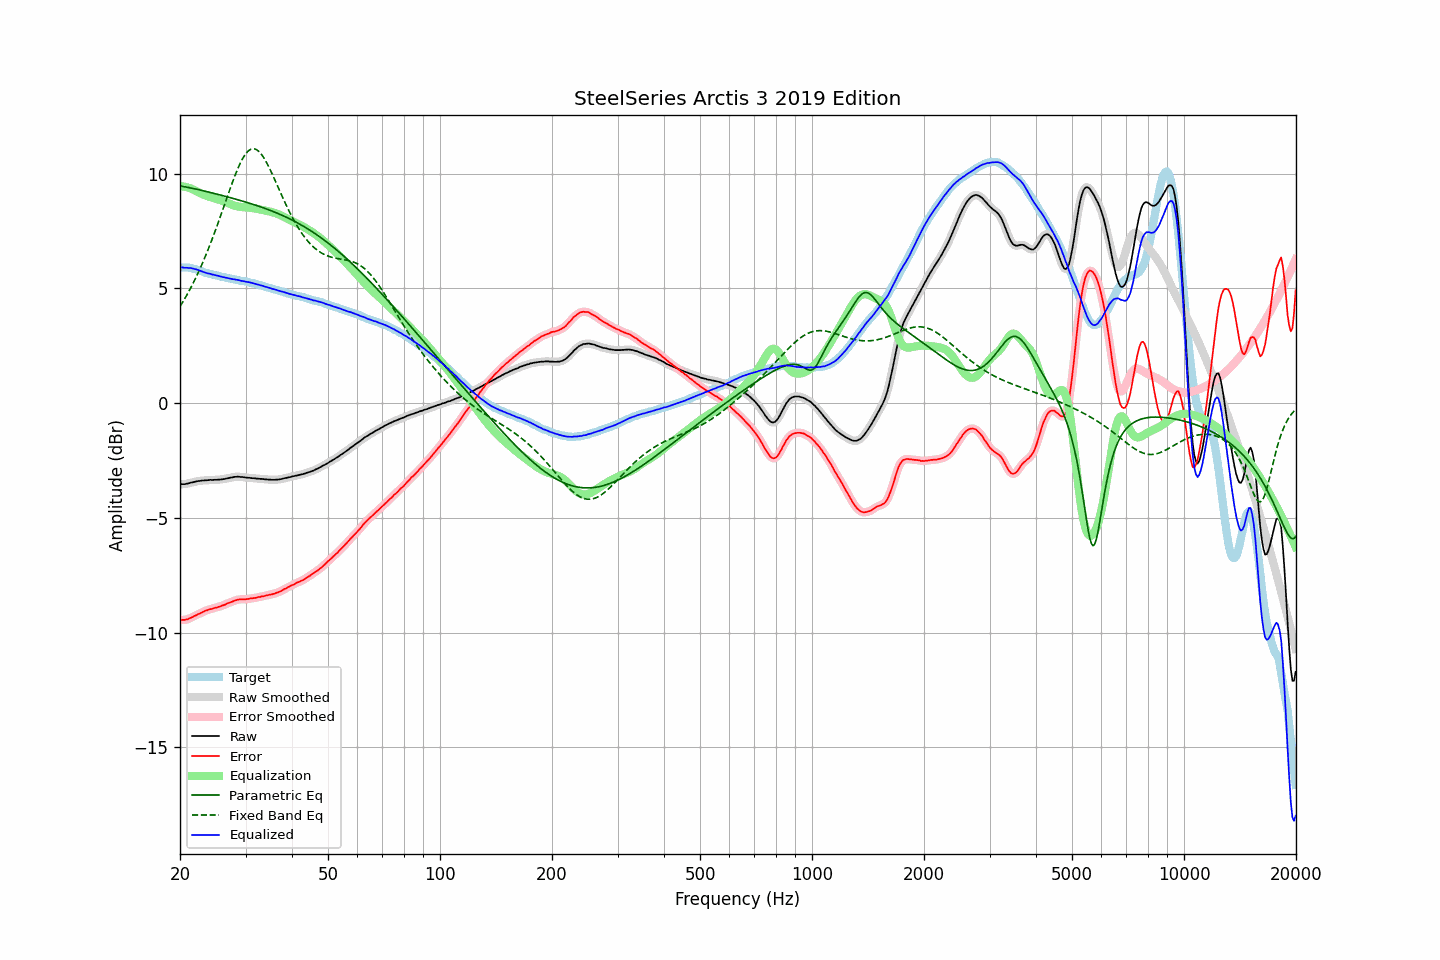 SteelSeries Arctis 3 2019 Edition
Amplitude (dBr)
10
5
0
−5
−10
−15
Target
Raw Smoothed
Error Smoothed
Raw
Error
Equalization
Parametric Eq
Fixed Band Eq
Equalized
20 50 100 200 500 1000 2000 5000 10000 20000
Frequency (Hz)